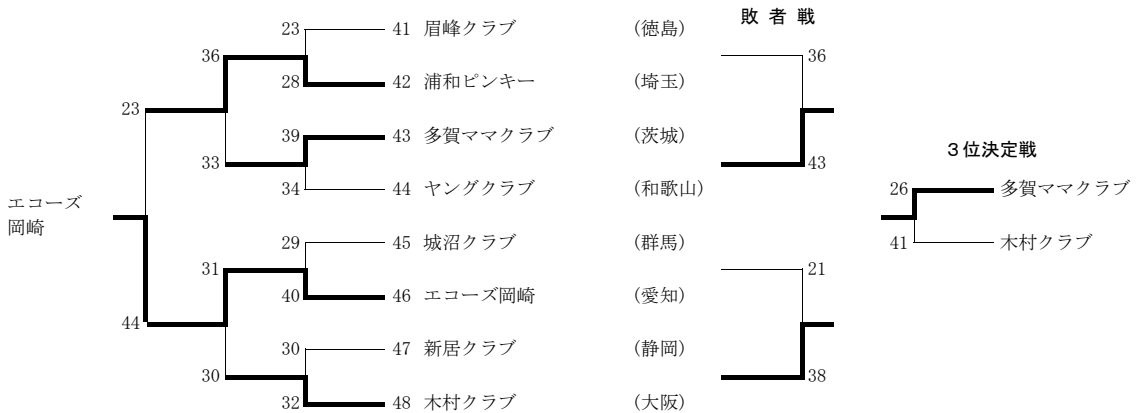 敗 者 戦
23 41 眉峰クラブ (徳島)
36 36
28 42 浦和ピンキー (埼玉)
23
39 43 多賀ママクラブ (茨城)
3位決定戦
33 43
34 44 ヤングクラブ (和歌山) 26 多賀ママクラブ
エコーズ
岡崎
29 45 城沼クラブ (群馬) 41 木村クラブ
31 21
40 46 エコーズ岡崎 (愛知)
44
30 47 新居クラブ (静岡)
30 38
32 48 木村クラブ (大阪)